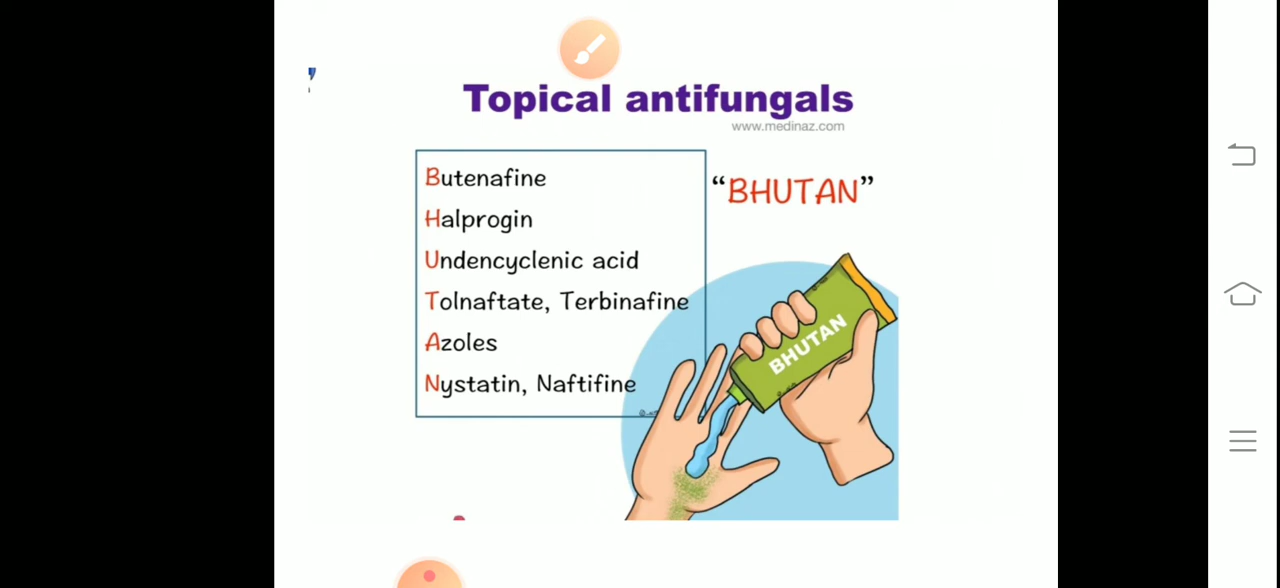 Topical antifungals
www.medinaz.com
Butenafine
"BHUTAN"
Halprogin
Undencyclenic acid
Tolnaftate, Terbinafine
Azoles
Nystatin, Naftifine
BHUTAN